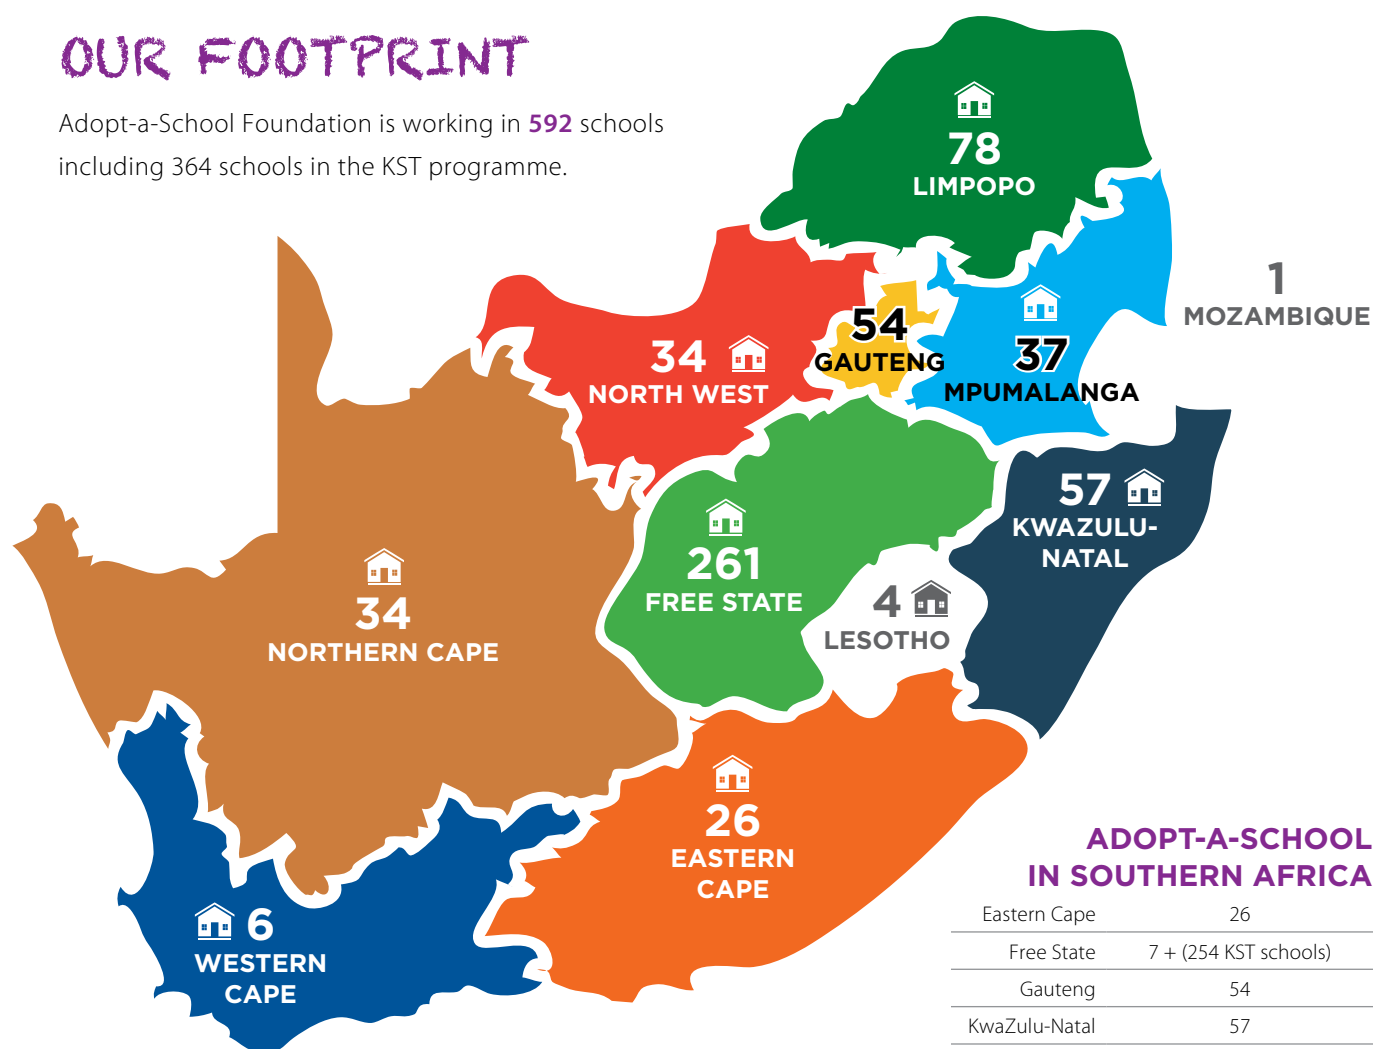 OUR FOOTPRINT
Adopt-a-School Foundation is working in 592 schools
including 364 schools in the KST programme.
78
LIMPOPO
1
MOZAMBIQUE
34
NORTH WEST
54
GAUTENG
37
MPUMALANGA
57
KWAZULU-
NATAL
261
FREE STATE
4
LESOTHO
34
NORTHERN CAPE
26
EASTERN
CAPE
6
WESTERN
CAPE
ADOPT-A-SCHOOL
IN SOUTHERN AFRICA
Eastern Cape 26
Free State 7 + (254 KST schools)
Gauteng 54
KwaZulu-Natal 57